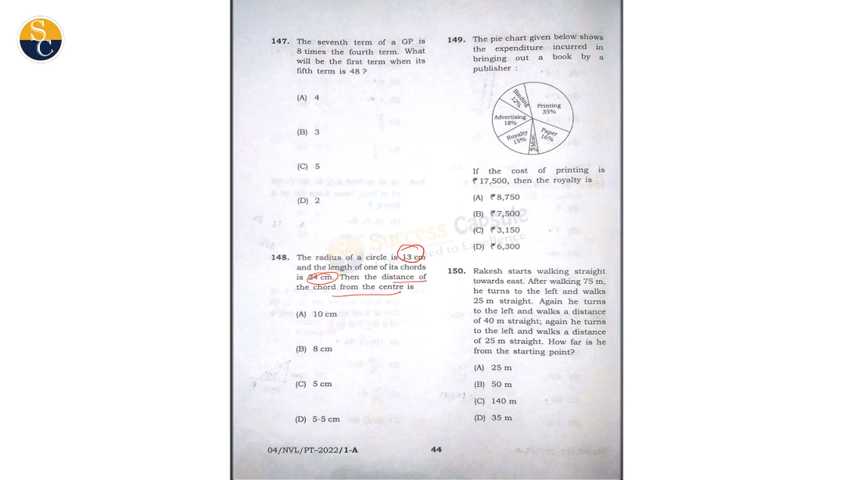 S
C
147. The seventh term of a GP is
8 times the fourth term. What
will be the first term when its
fifth term is 48 ?
(A) 4
(B) 3
(C) 5
(D) 2
148. The radius of a circle is 13 cm
and the length of one of its chords
is 24 cm. Then the distance of
the chord from the centre is
(A) 10 cm
(B) 8 cm
(C) 5 cm
(D) 5·5 cm
149. The pie chart given below shows
the expenditure incurred in
bringing out a book by a
publisher :
Binding
12%
Printing
35%
Advertising
18%
Royalty
15%
Paper
16%
If the cost of printing is
₹ 17,500, then the royalty is
(A) ₹ 8,750
(B) ₹ 7,500
(C) ₹ 3,150
(D) ₹ 6,300
150. Rakesh starts walking straight
towards east. After walking 75 m,
he turns to the left and walks
25 m straight. Again he turns
to the left and walks a distance
of 40 m straight; again he turns
to the left and walks a distance
of 25 m straight. How far is he
from the starting point?
(A) 25 m
(B) 50 m
(C) 140 m
(D) 35 m
Success Capsule
to Excellence
04/NVL/PT-2022/1-A
44